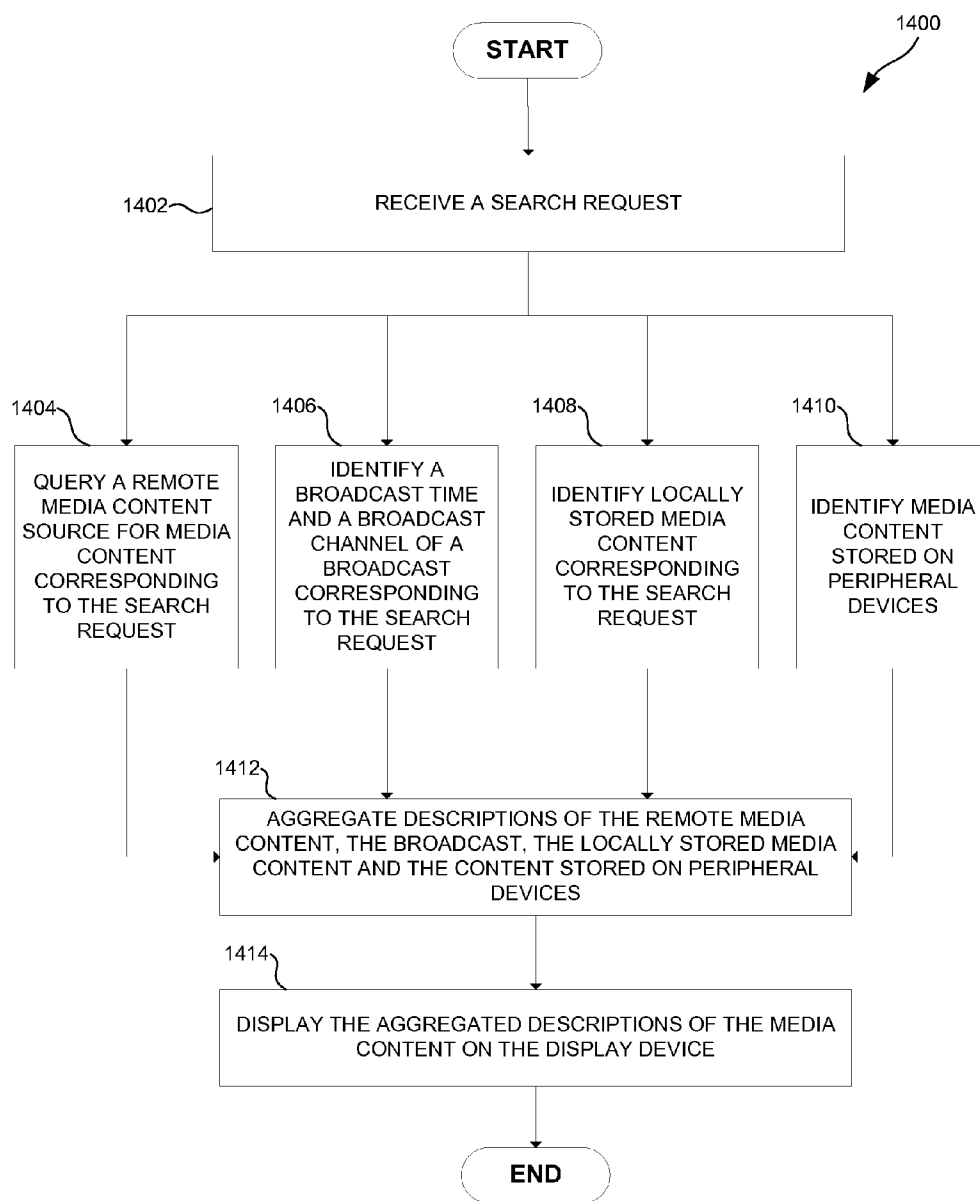 1400
START
1402
RECEIVE A SEARCH REQUEST
1404
QUERY A REMOTE
MEDIA CONTENT
SOURCE FOR MEDIA
CONTENT
CORRESPONDING
TO THE SEARCH
REQUEST
1406
IDENTIFY A
BROADCAST TIME
AND A BROADCAST
CHANNEL OF A
BROADCAST
CORRESPONDING
TO THE SEARCH
REQUEST
1408
IDENTIFY LOCALLY
STORED MEDIA
CONTENT
CORRESPONDING
TO THE SEARCH
REQUEST
1410
IDENTIFY MEDIA
CONTENT
STORED ON
PERIPHERAL
DEVICES
1412
AGGREGATE DESCRIPTIONS OF THE REMOTE MEDIA
CONTENT, THE BROADCAST, THE LOCALLY STORED MEDIA
CONTENT AND THE CONTENT STORED ON PERIPHERAL
DEVICES
1414
DISPLAY THE AGGREGATED DESCRIPTIONS OF THE MEDIA
CONTENT ON THE DISPLAY DEVICE
END